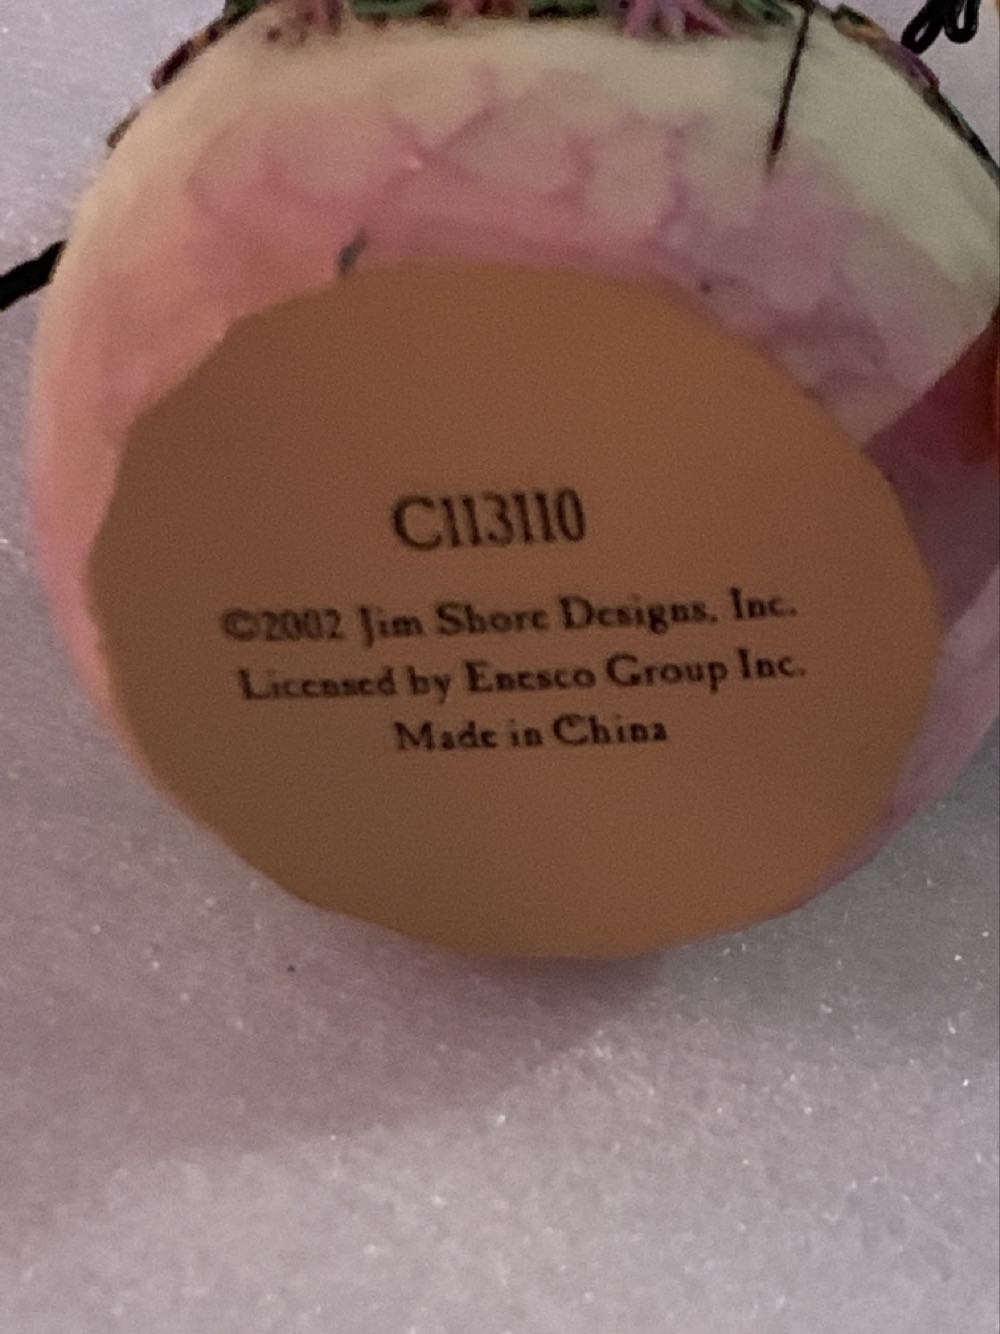 C113110
©2002 Jim Shore Designs, Inc.
Licensed by Enesco Group Inc.
Made in China